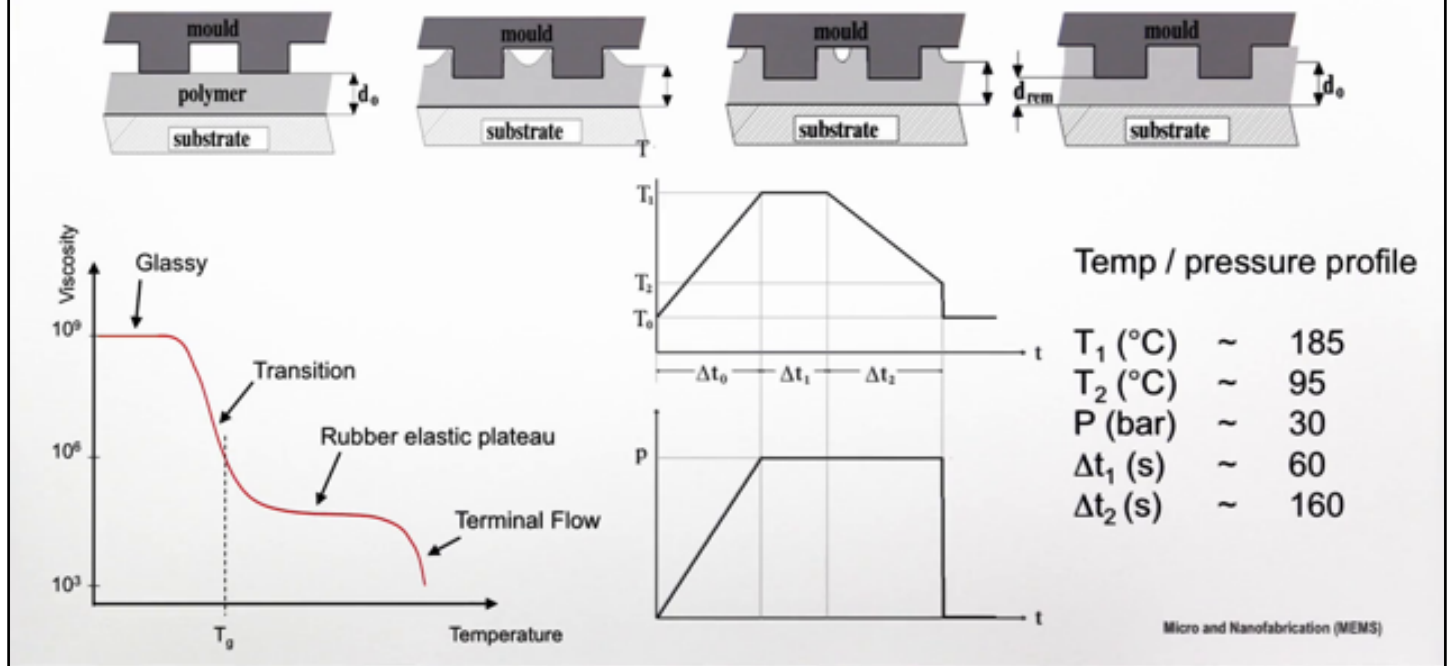 mould
mould
mould
mould
polymer
d₀
d_rem
d₀
substrate
substrate
substrate
substrate
T
T₁
T₂
T₀
t
Δt₀
Δt₁
Δt₂
P
t
Viscosity
Glassy
10⁹
Transition
Rubber elastic plateau
10⁶
Terminal Flow
10³
T_g
Temperature
Temp / pressure profile
T₁ (°C) ~ 185
T₂ (°C) ~ 95
P (bar) ~ 30
Δt₁ (s) ~ 60
Δt₂ (s) ~ 160
Micro and Nanofabrication (MEMS)